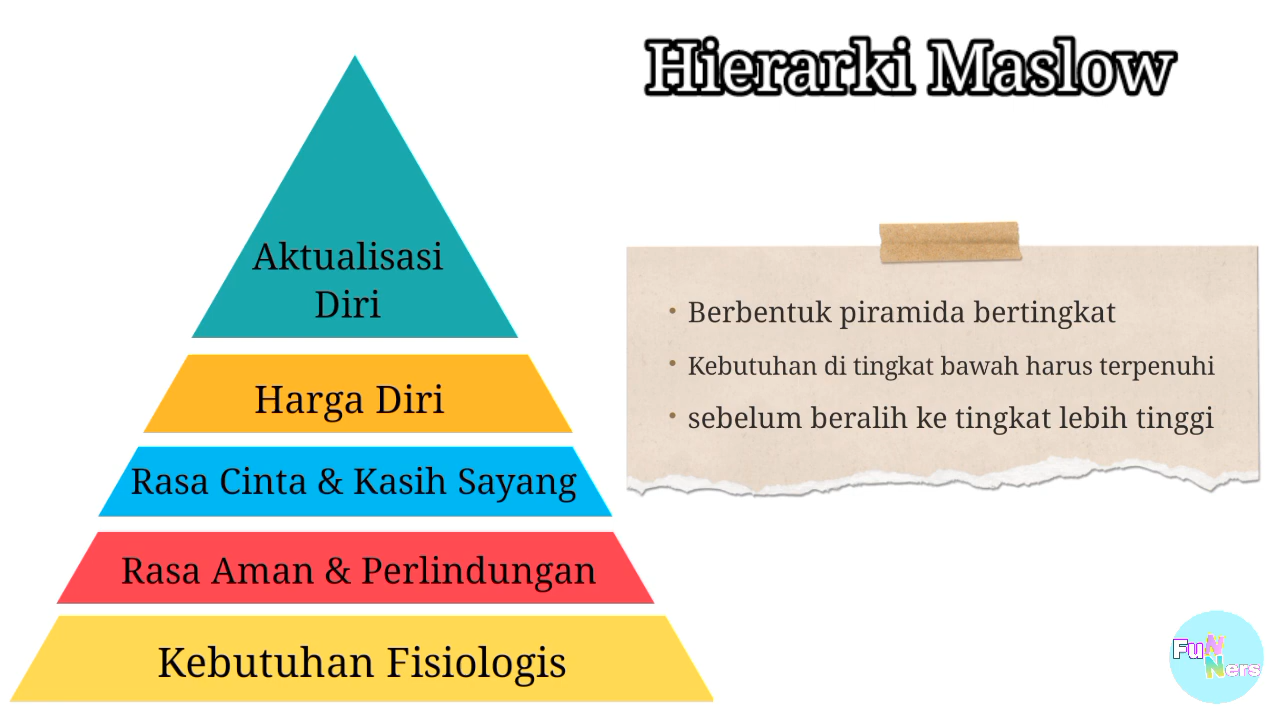 Hierarki Maslow
Aktualisasi
Diri
Harga Diri
Rasa Cinta & Kasih Sayang
Rasa Aman & Perlindungan
Kebutuhan Fisiologis
• Berbentuk piramida bertingkat
• Kebutuhan di tingkat bawah harus terpenuhi
• sebelum beralih ke tingkat lebih tinggi
FuN
Ners